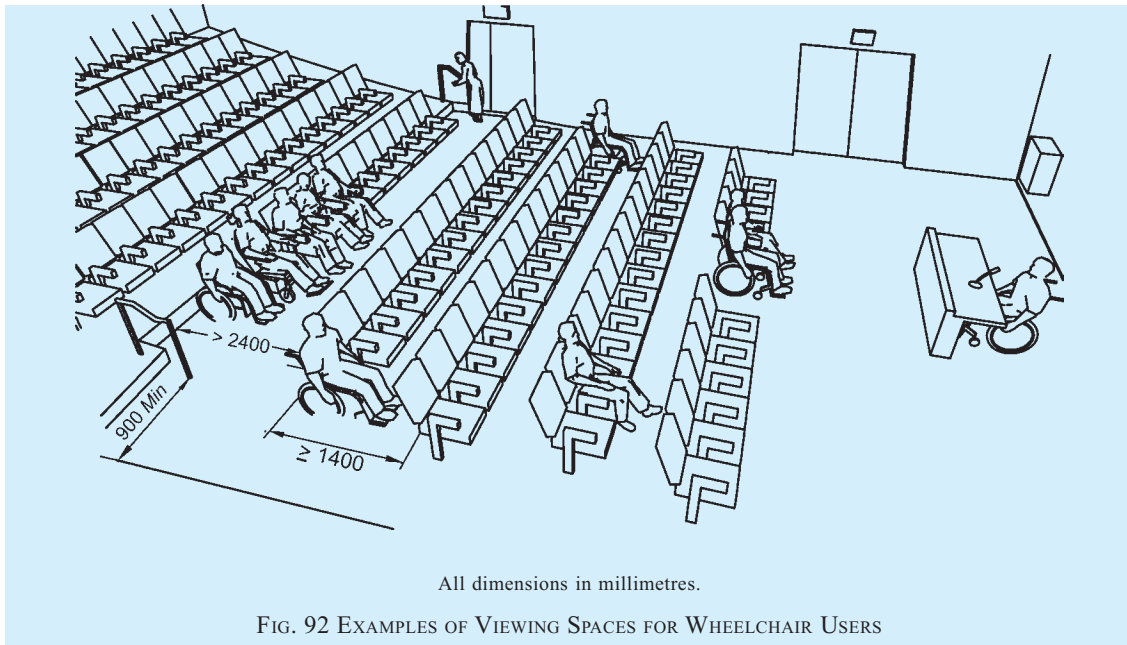 > 2400
900 Min
≥ 1400
All dimensions in millimetres.
FIG. 92 EXAMPLES OF VIEWING SPACES FOR WHEELCHAIR USERS